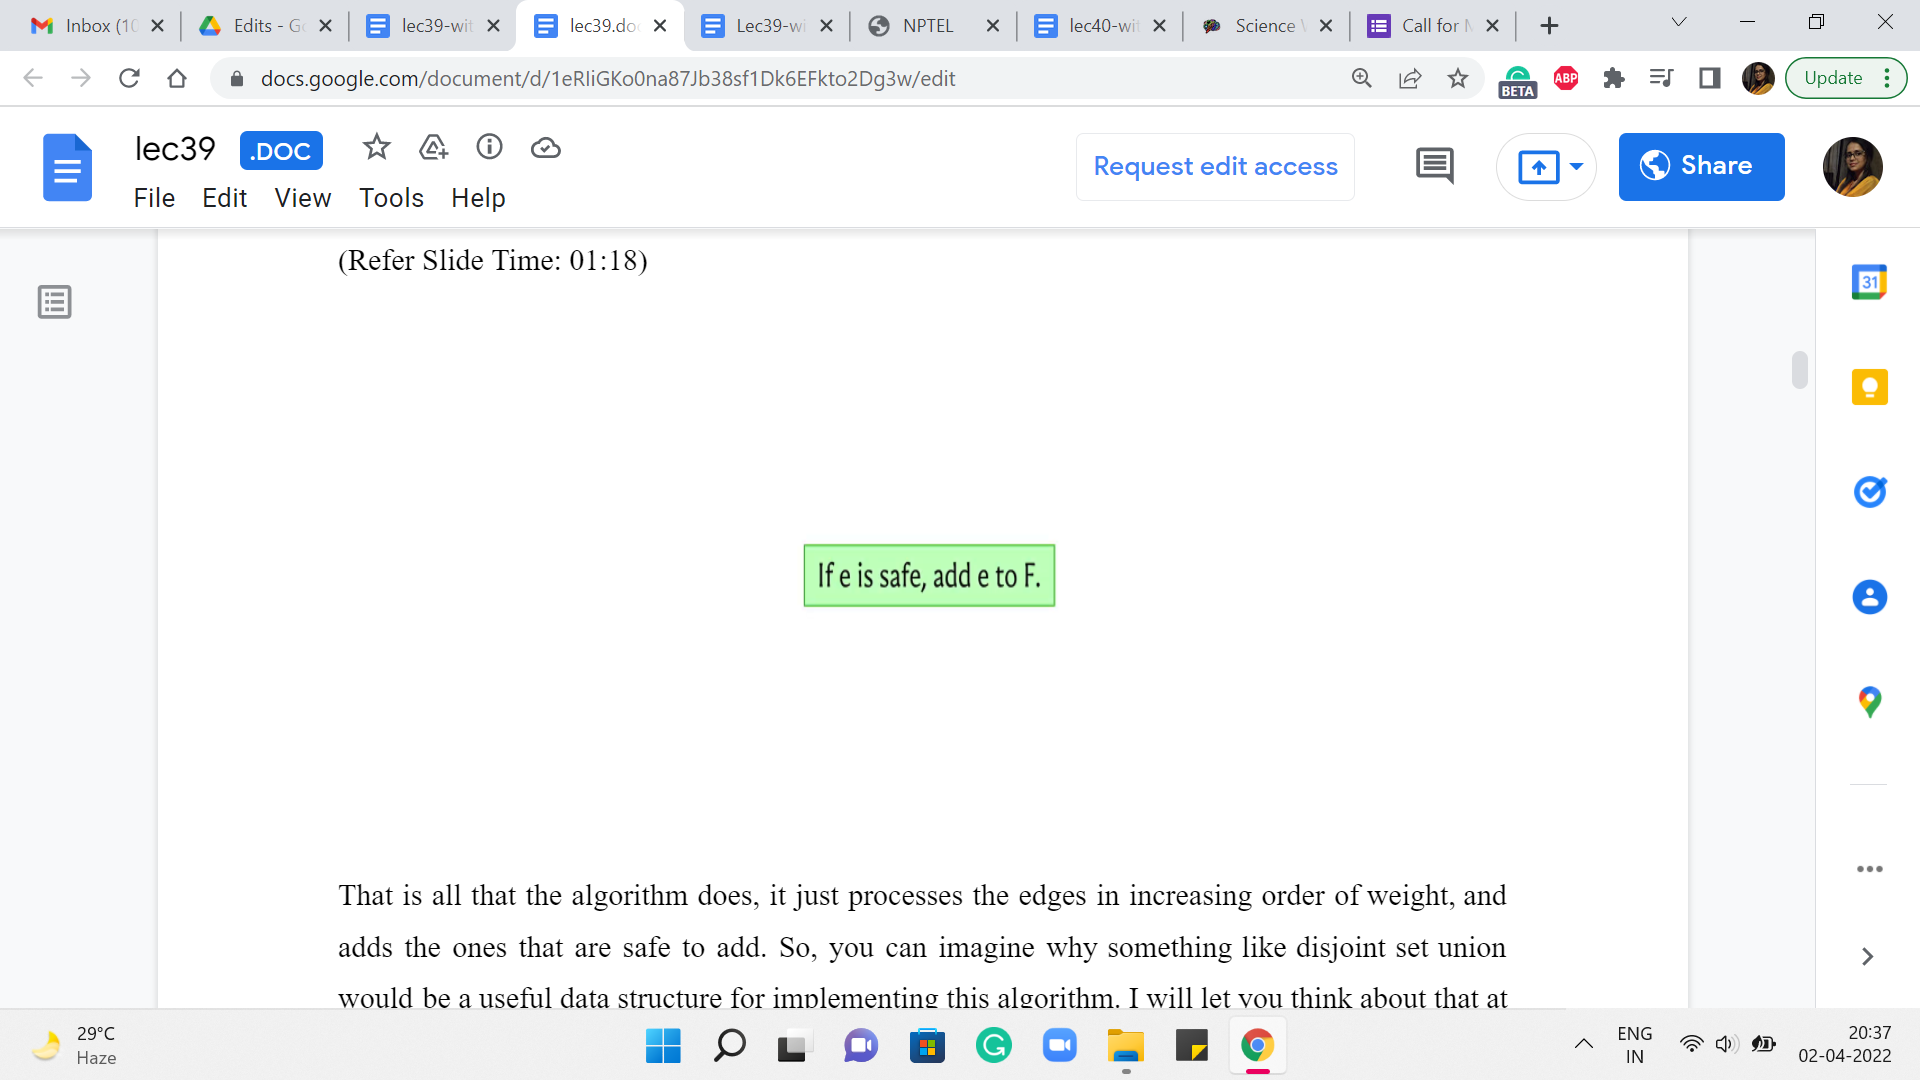 Inbox (10
Edits - Go
lec39-wit
lec39.do
Lec39-wi
NPTEL
lec40-wit
Science V
Call for M
docs.google.com/document/d/1eRIiGKo0na87Jb38sf1Dk6EFkto2Dg3w/edit
BETA
ABP
Update
lec39
.DOC
Request edit access
Share
File Edit View Tools Help
(Refer Slide Time: 01:18)
31
If e is safe, add e to F.
That is all that the algorithm does, it just processes the edges in increasing order of weight, and
adds the ones that are safe to add. So, you can imagine why something like disjoint set union
would be a useful data structure for implementing this algorithm. I will let you think about that at
29°C
Haze
ENG
IN
20:37
02-04-2022